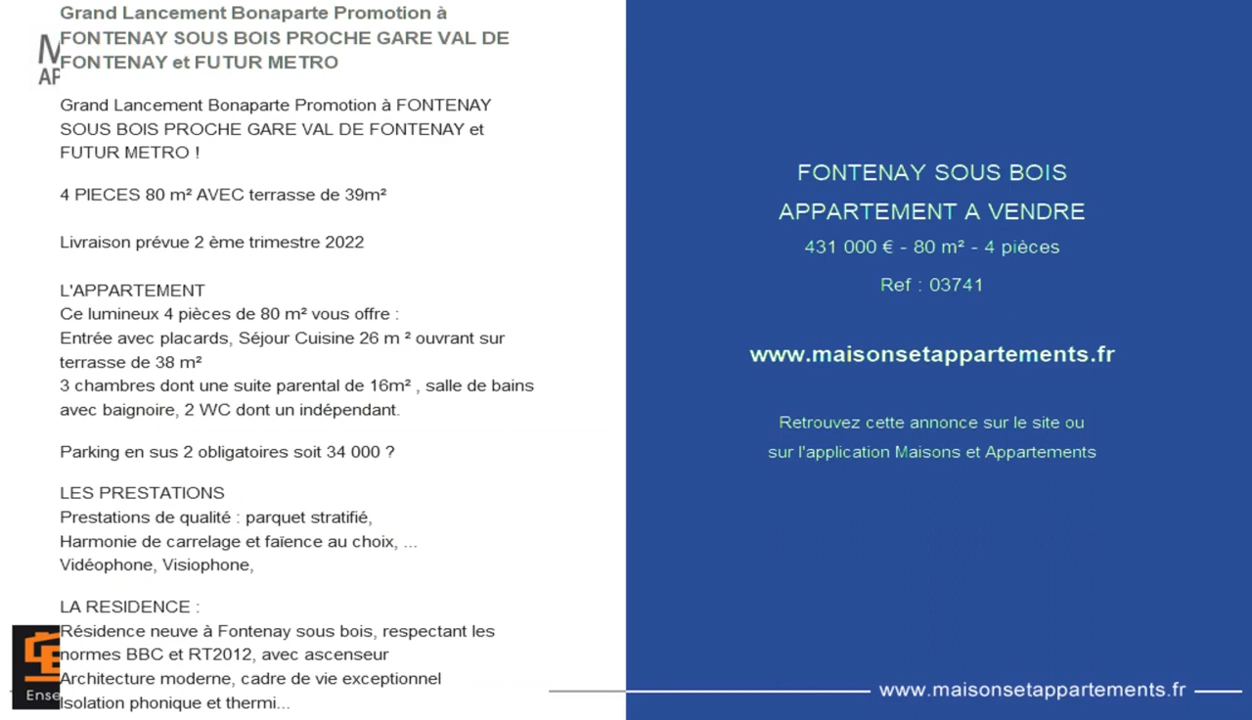 Grand Lancement Bonaparte Promotion à
FONTENAY SOUS BOIS PROCHE GARE VAL DE
FONTENAY et FUTUR METRO
Grand Lancement Bonaparte Promotion à FONTENAY
SOUS BOIS PROCHE GARE VAL DE FONTENAY et
FUTUR METRO !
4 PIECES 80 m² AVEC terrasse de 39m²
Livraison prévue 2 ème trimestre 2022
L'APPARTEMENT
Ce lumineux 4 pièces de 80 m² vous offre :
Entrée avec placards, Séjour Cuisine 26 m ² ouvrant sur
terrasse de 38 m²
3 chambres dont une suite parental de 16m² , salle de bains
avec baignoire, 2 WC dont un indépendant.
Parking en sus 2 obligatoires soit 34 000 ?
LES PRESTATIONS
Prestations de qualité : parquet stratifié,
Harmonie de carrelage et faïence au choix, ...
Vidéophone, Visiophone,
LA RESIDENCE :
Résidence neuve à Fontenay sous bois, respectant les
normes BBC et RT2012, avec ascenseur
Architecture moderne, cadre de vie exceptionnel
Isolation phonique et thermi...
FONTENAY SOUS BOIS
APPARTEMENT A VENDRE
431 000 € - 80 m² - 4 pièces
Ref : 03741
www.maisonsetappartements.fr
Retrouvez cette annonce sur le site ou
sur l'application Maisons et Appartements
www.maisonsetappartements.fr